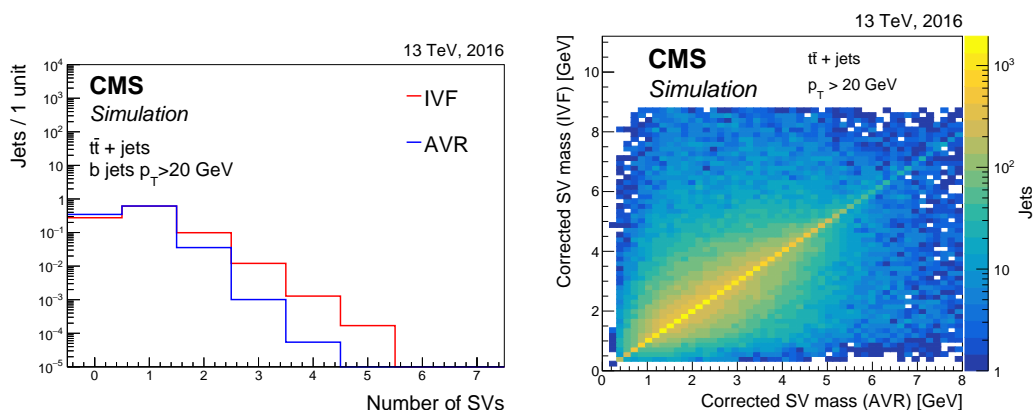 13 TeV, 2016
CMS
Simulation
tt̄ + jets
b jets p_T>20 GeV
IVF
AVR
Jets / 1 unit
10^4
10^3
10^2
10
1
10^−1
10^−2
10^−3
10^−4
10^−5
0 1 2 3 4 5 6 7
Number of SVs
13 TeV, 2016
CMS
Simulation
tt̄ + jets
p_T > 20 GeV
Corrected SV mass (IVF) [GeV]
10
8
6
4
2
0
0 1 2 3 4 5 6 7 8
Corrected SV mass (AVR) [GeV]
10^3
10^2
10
1
Jets